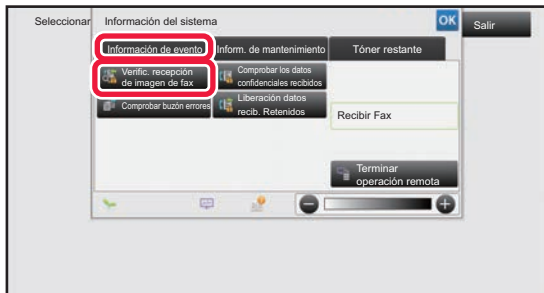 Seleccionar
Información del sistema
OK
Salir
Información de evento
Inform. de mantenimiento
Tóner restante
Verific. recepción
de imagen de fax
Comprobar los datos
confidenciales recibidos
Comprobar buzón errores
Liberación datos
recib. Retenidos
Recibir Fax
Terminar
operación remota